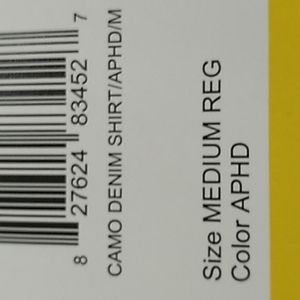 8 27624 83452 7
CAMO DENIM SHIRT/APHD/M
Size MEDIUM REG
Color APHD